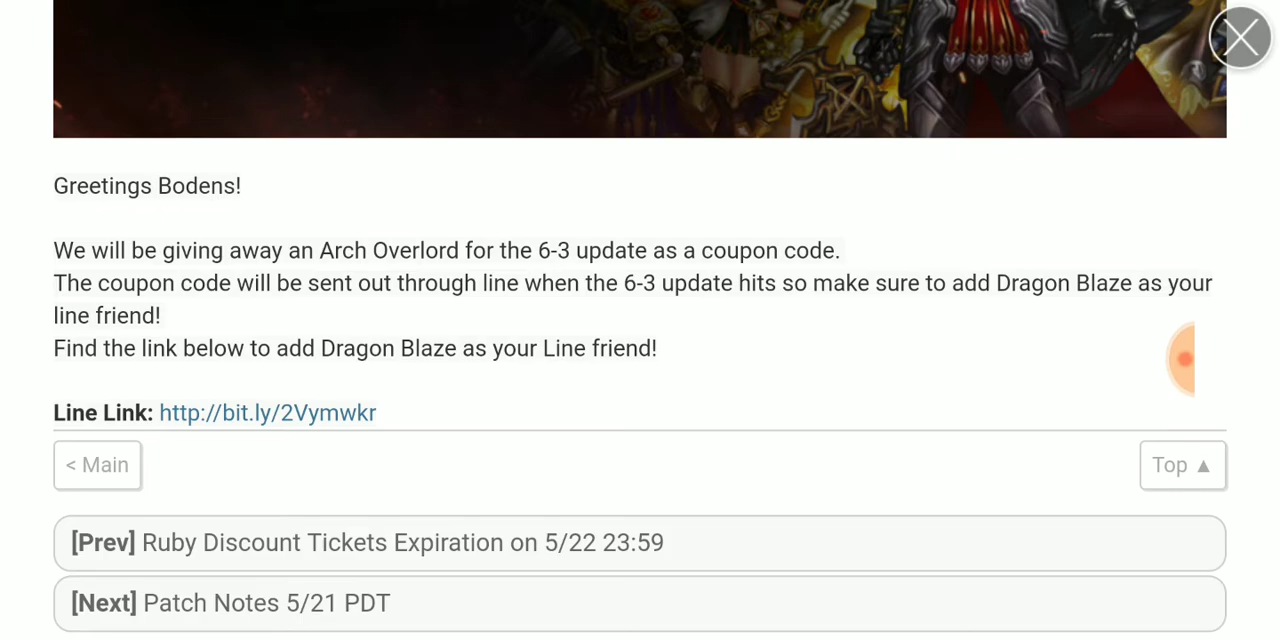 Greetings Bodens!
We will be giving away an Arch Overlord for the 6-3 update as a coupon code.
The coupon code will be sent out through line when the 6-3 update hits so make sure to add Dragon Blaze as your
line friend!
Find the link below to add Dragon Blaze as your Line friend!
Line Link: http://bit.ly/2Vymwkr
< Main
Top ▲
[Prev] Ruby Discount Tickets Expiration on 5/22 23:59
[Next] Patch Notes 5/21 PDT